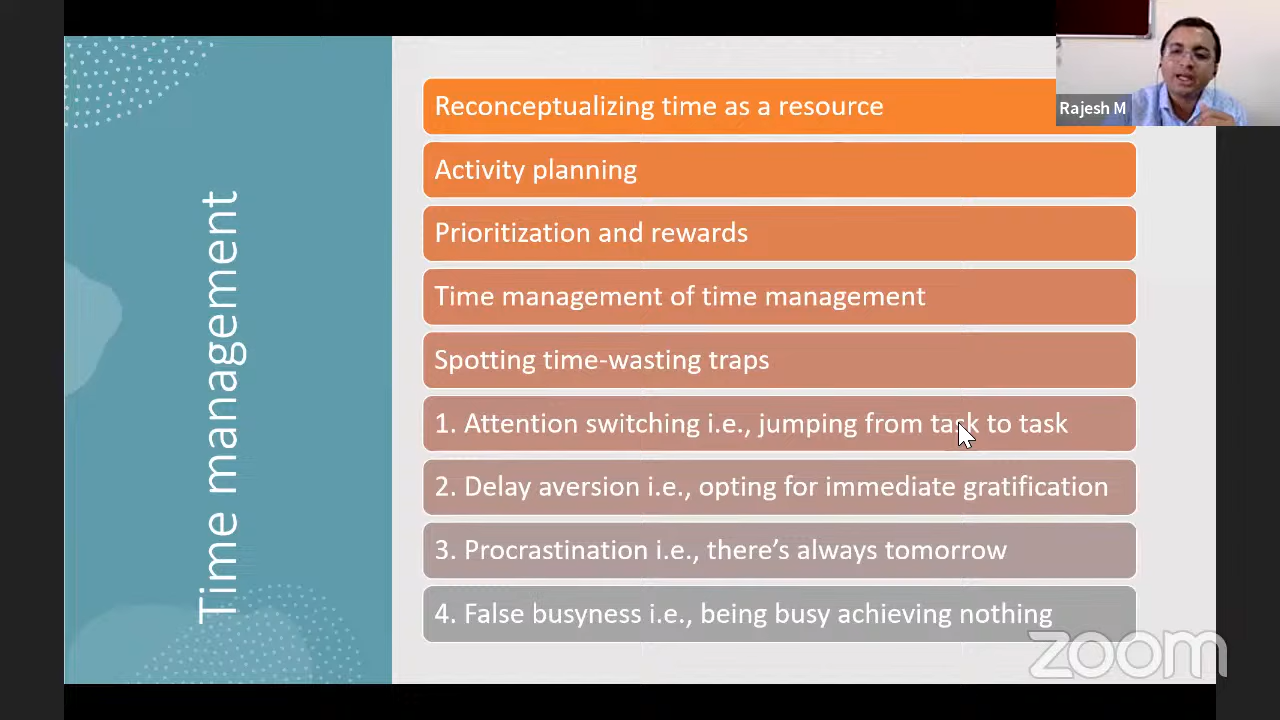 Time management
Reconceptualizing time as a resource
Activity planning
Prioritization and rewards
Time management of time management
Spotting time-wasting traps
1. Attention switching i.e., jumping from task to task
2. Delay aversion i.e., opting for immediate gratification
3. Procrastination i.e., there’s always tomorrow
4. False busyness i.e., being busy achieving nothing
Rajesh M
zoom